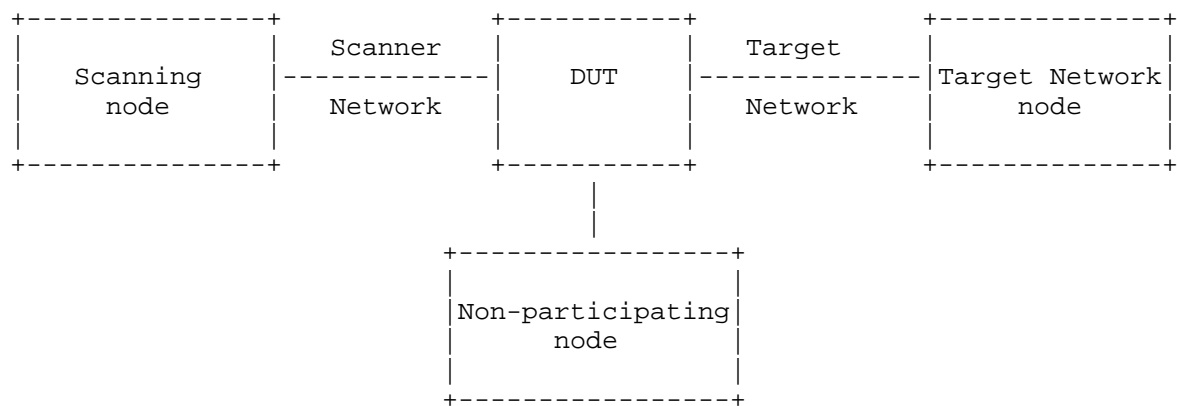 Scanner Target
Scanning DUT Target Network
node Network Network node
Non-participating
node